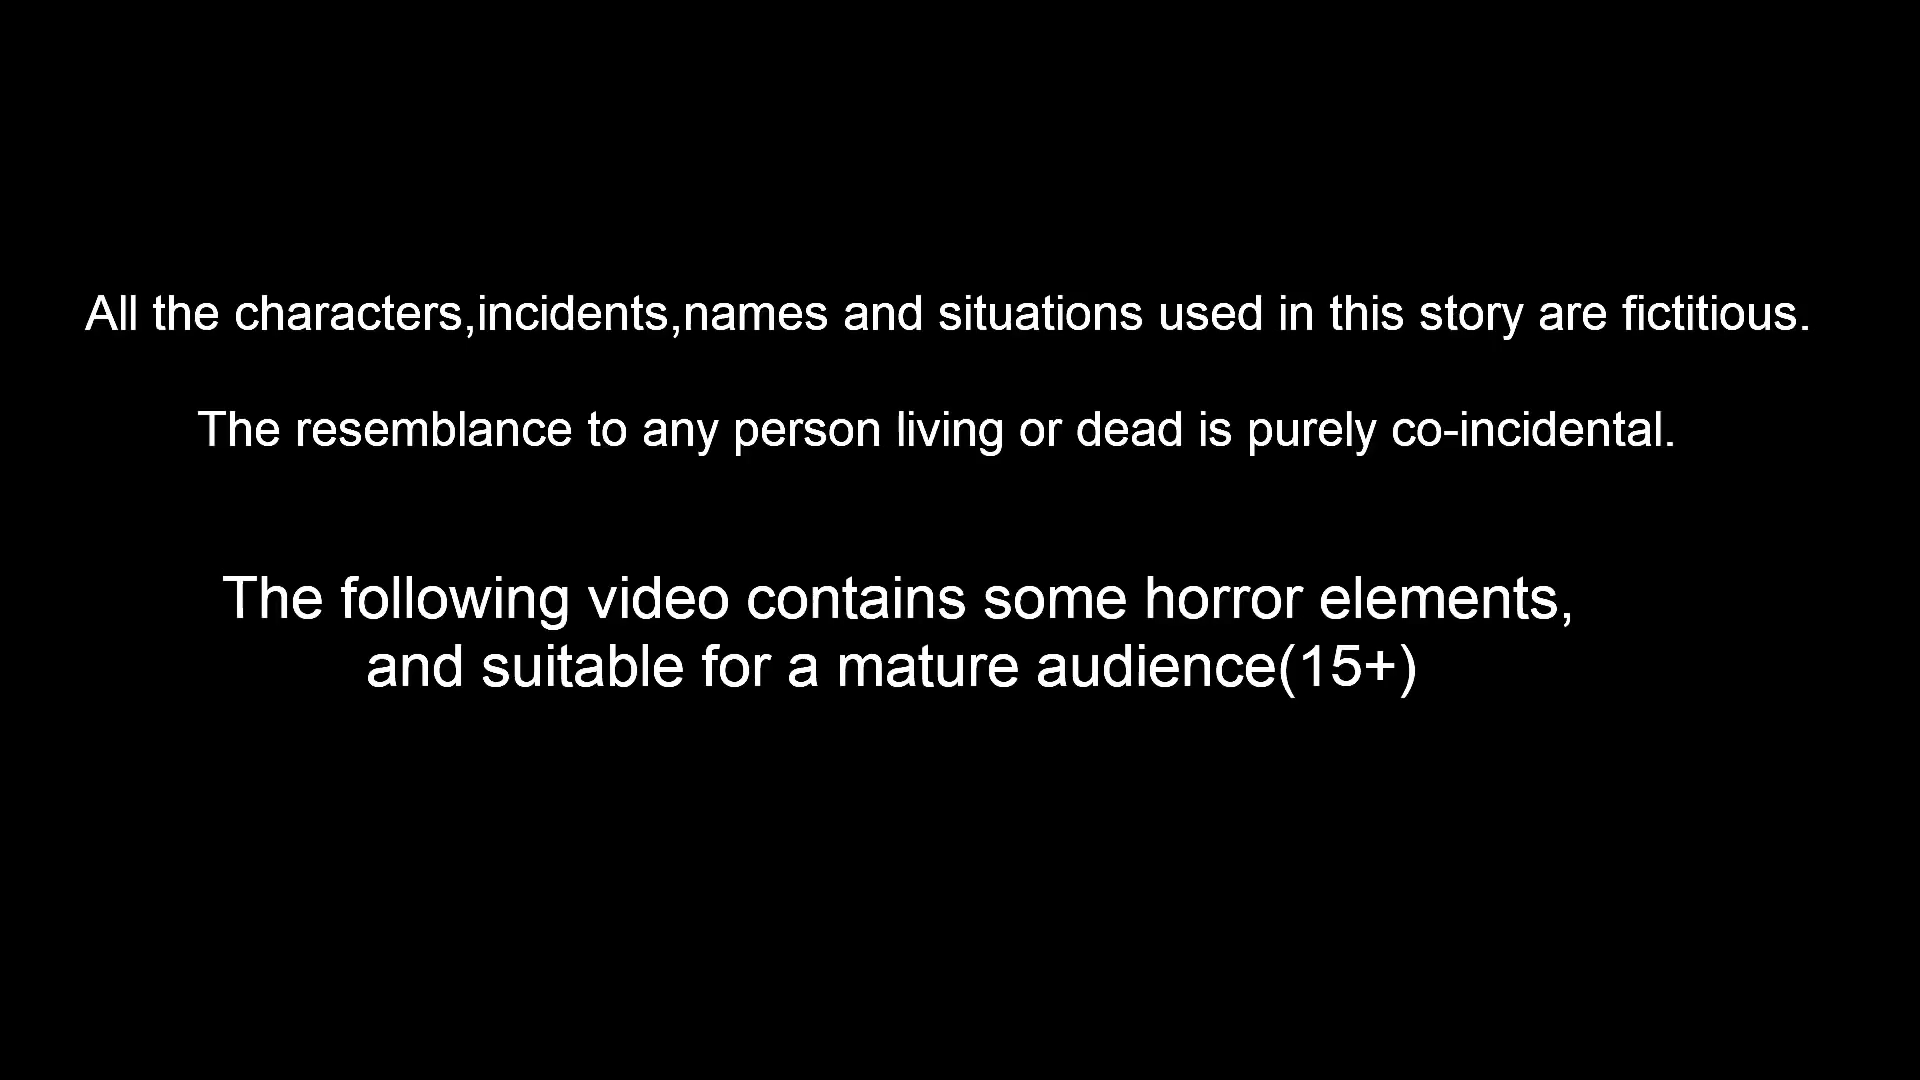 All the characters,incidents,names and situations used in this story are fictitious.
The resemblance to any person living or dead is purely co-incidental.
The following video contains some horror elements,
and suitable for a mature audience(15+)